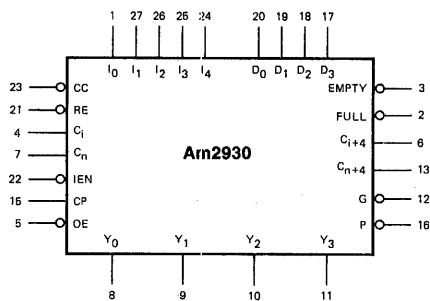 1 27 26 25 24 20 19 18 17
I0 I1 I2 I3 I4 D0 D1 D2 D3
23 CC EMPTY 3
21 RE FULL 2
4 Ci Ci+4 6
7 Cn Cn+4 13
22 IEN G 12
15 CP P 16
5 OE
Am2930
Y0 Y1 Y2 Y3
8 9 10 11